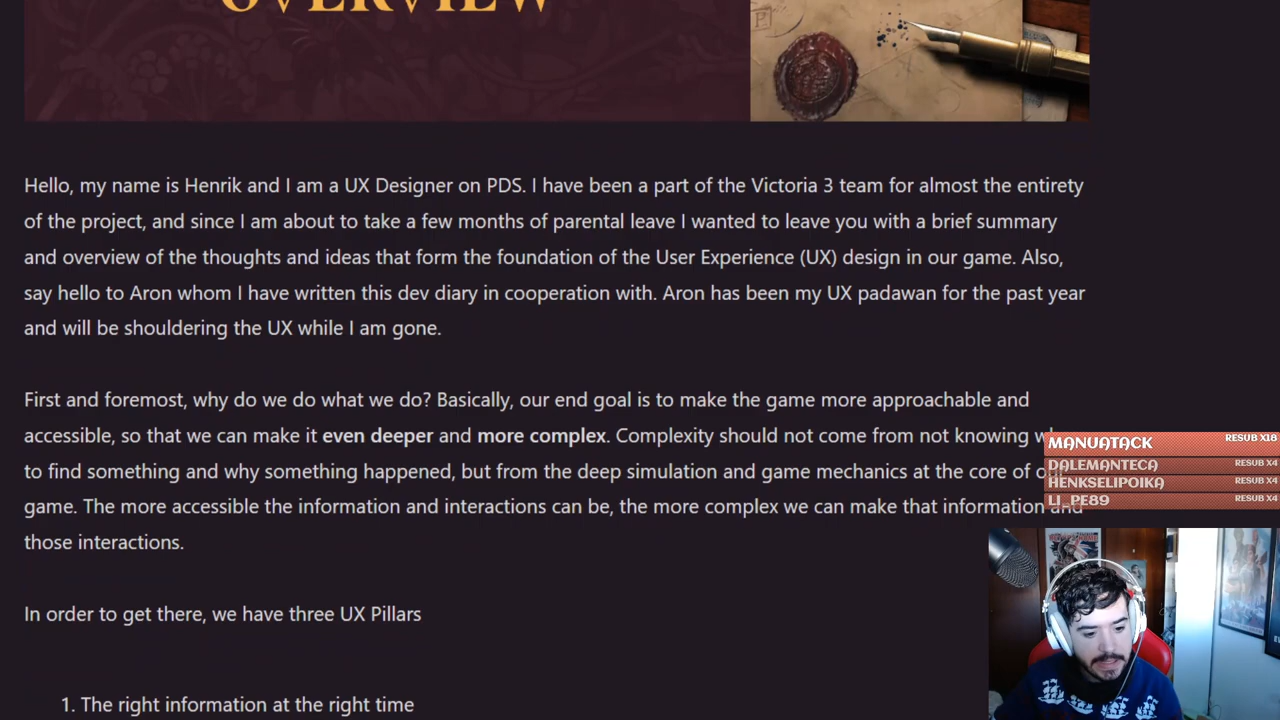 OVERVIEW
Hello, my name is Henrik and I am a UX Designer on PDS. I have been a part of the Victoria 3 team for almost the entirety
of the project, and since I am about to take a few months of parental leave I wanted to leave you with a brief summary
and overview of the thoughts and ideas that form the foundation of the User Experience (UX) design in our game. Also,
say hello to Aron whom I have written this dev diary in cooperation with. Aron has been my UX padawan for the past year
and will be shouldering the UX while I am gone.
First and foremost, why do we do what we do? Basically, our end goal is to make the game more approachable and
accessible, so that we can make it even deeper and more complex. Complexity should not come from not knowing
to find something and why something happened, but from the deep simulation and game mechanics at the core of
game. The more accessible the information and interactions can be, the more complex we can make that information and
those interactions.
In order to get there, we have three UX Pillars
1. The right information at the right time
MANUATACK RESUB X18
DALEMANTECA RESUB X4
HENKSELIPOIKA RESUB X4
LI_PE89 RESUB X4